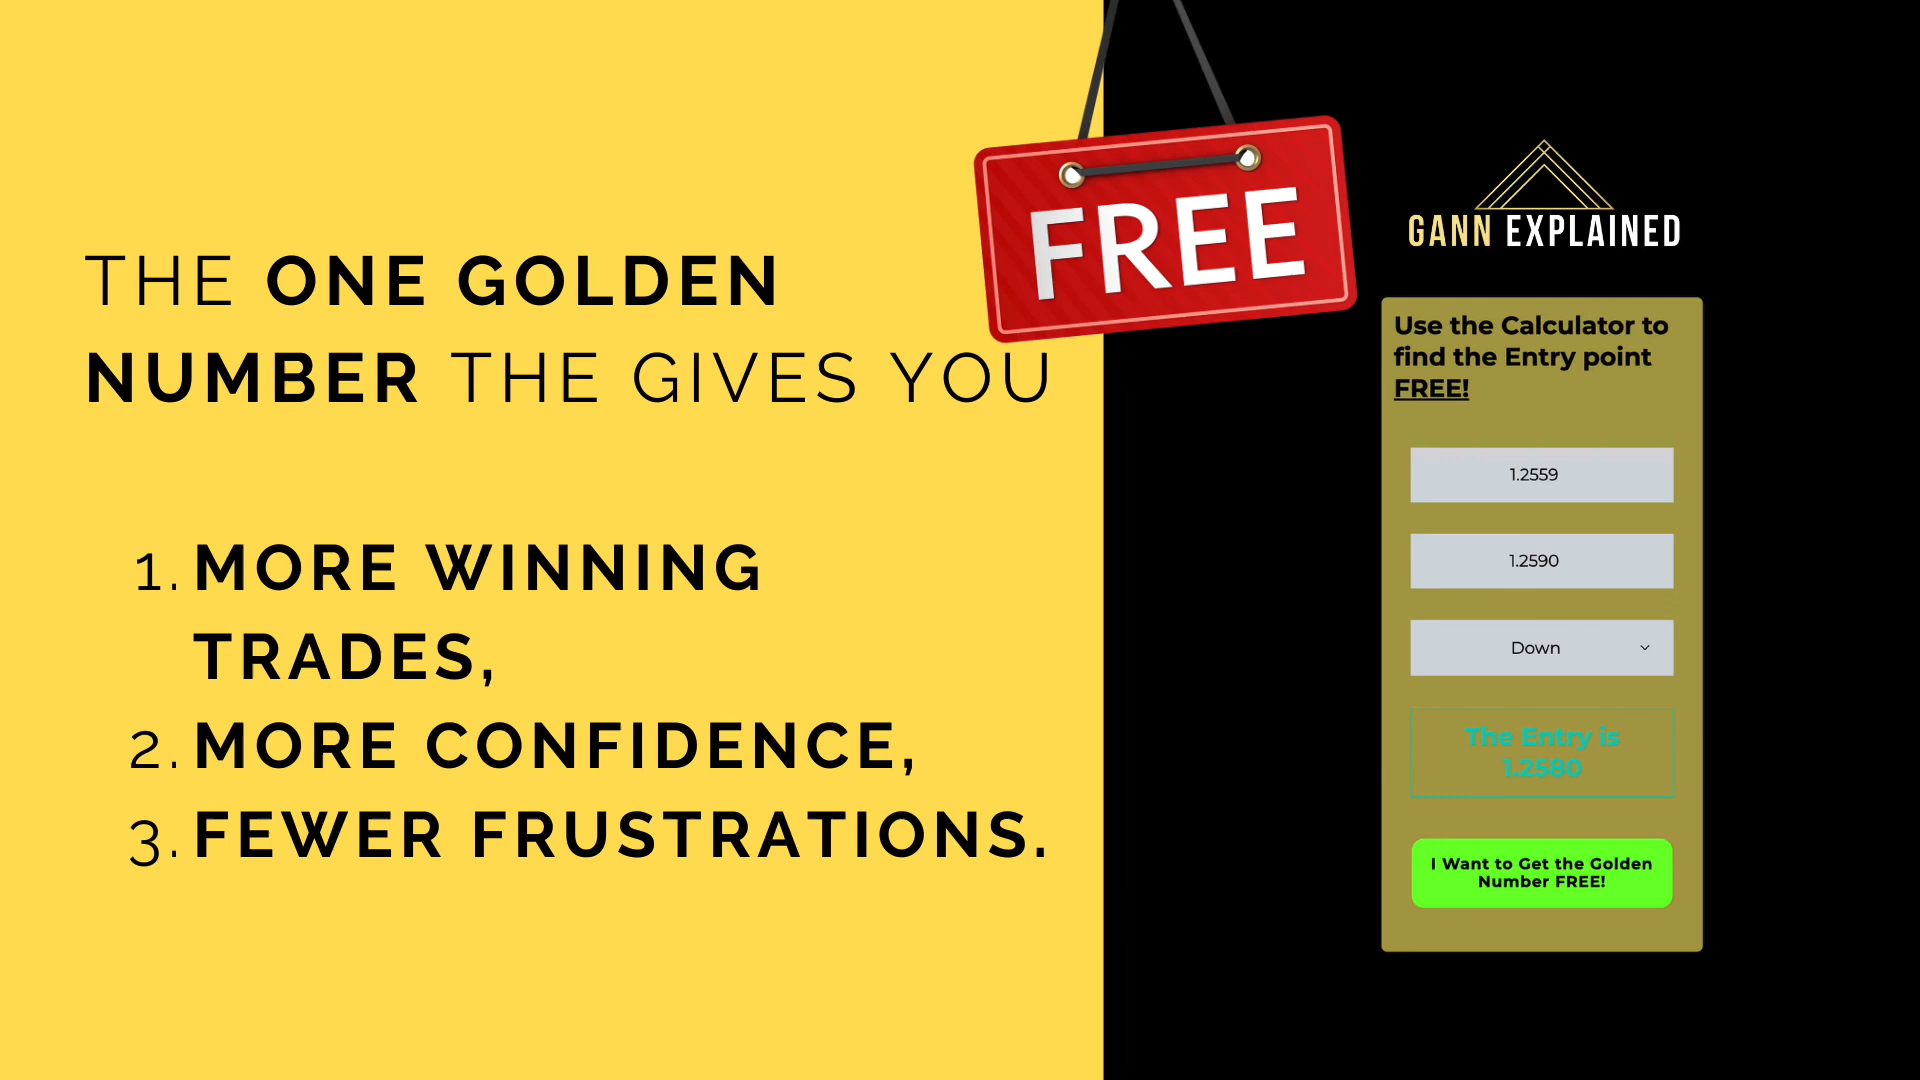 THE ONE GOLDEN
NUMBER THE GIVES YOU
1. MORE WINNING
TRADES,
2. MORE CONFIDENCE,
3. FEWER FRUSTRATIONS.
FREE
GANN EXPLAINED
Use the Calculator to
find the Entry point
FREE!
1.2559
1.2590
Down
The Entry is
1.2580
I Want to Get the Golden
Number FREE!